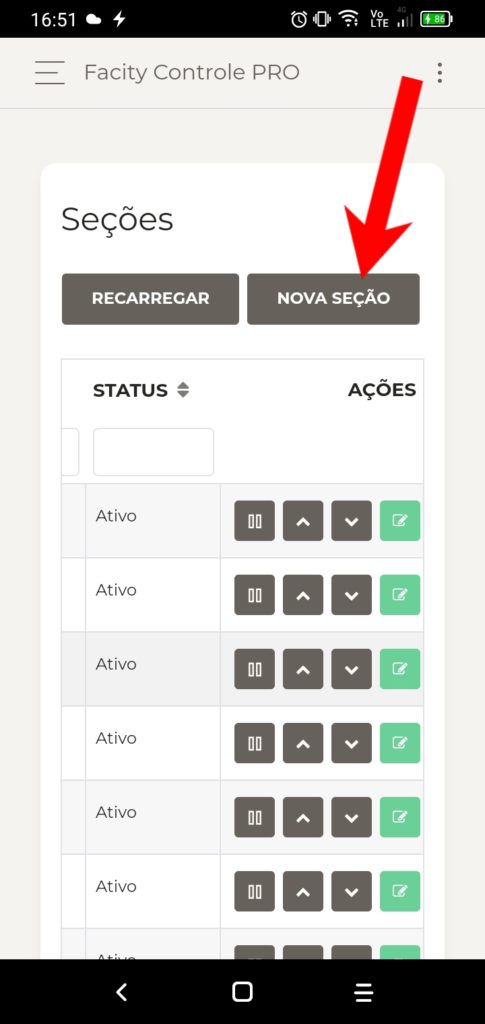 16:51 Vo LTE 4G 86
Facity Controle PRO
Seções
RECARREGAR NOVA SEÇÃO
STATUS AÇÕES
Ativo
Ativo
Ativo
Ativo
Ativo
Ativo
Ativo